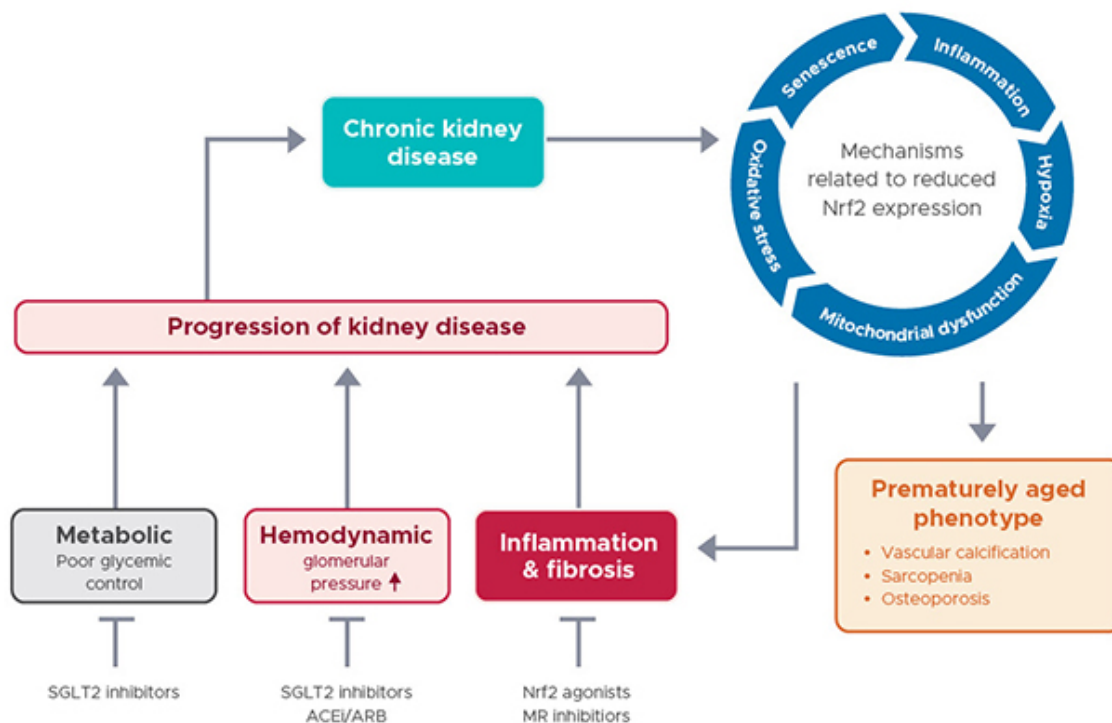 Senescence
Inflammation
Hypoxia
Mitochondrial dysfunction
Oxidative stress
Mechanisms
related to reduced
Nrf2 expression
Chronic kidney
disease
Progression of kidney disease
Metabolic
Poor glycemic
control
Hemodynamic
glomerular
pressure
Inflammation
& fibrosis
Prematurely aged
phenotype
• Vascular calcification
• Sarcopenia
• Osteoporosis
SGLT2 inhibitors
SGLT2 inhibitors
ACEi/ARB
Nrf2 agonists
MR inhibitiors